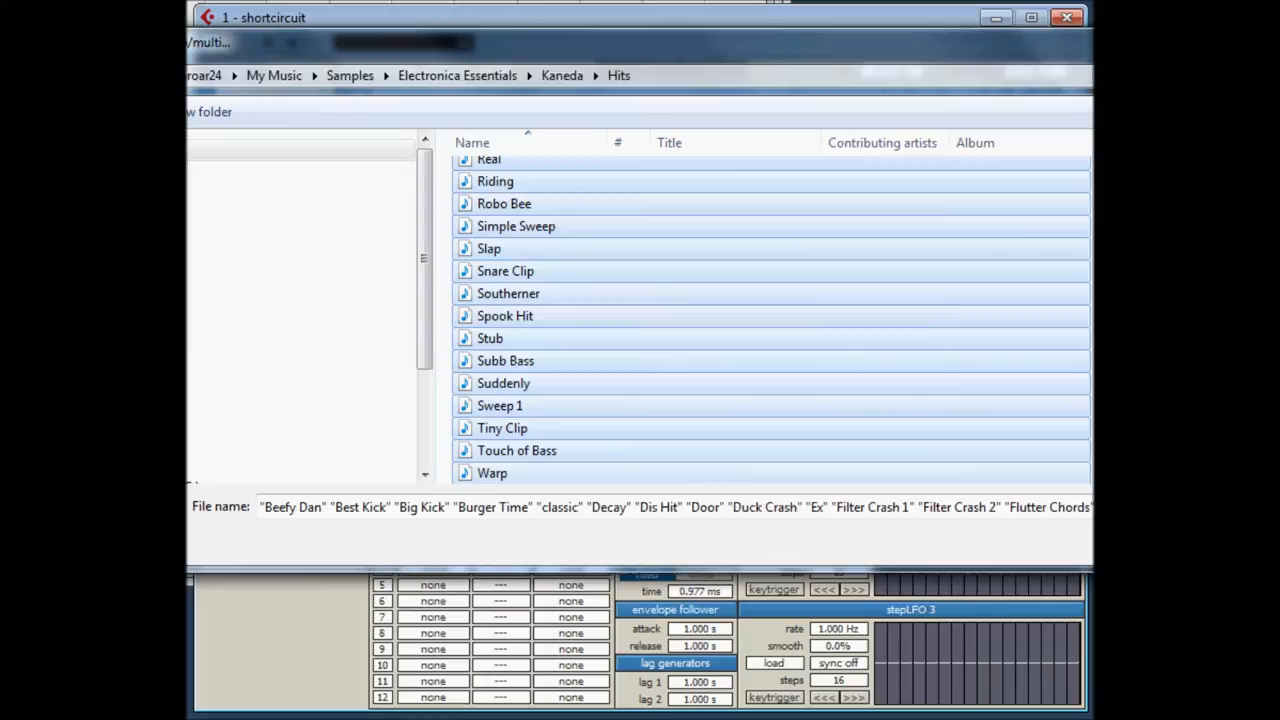 1 - shortcircuit
/multi...
roar24 My Music Samples Electronica Essentials Kaneda Hits
w folder
Name # Title Contributing artists Album
Real
Riding
Robo Bee
Simple Sweep
Slap
Snare Clip
Southerner
Spook Hit
Stub
Subb Bass
Suddenly
Sweep 1
Tiny Clip
Touch of Bass
Warp
File name: "Beefy Dan" "Best Kick" "Big Kick" "Burger Time" "classic" "Decay" "Dis Hit" "Door" "Duck Crash" "Ex" "Filter Crash 1" "Filter Crash 2" "Flutter Chords"
5 none --- none time 0.977 ms keytrigger <<< >>>
6 none --- none envelope follower stepLFO 3
7 none --- none
8 none --- none attack 1.000 s rate 1.000 Hz
9 none --- none release 1.000 s smooth 0.0%
10 none --- none lag generators load sync off
11 none --- none lag 1 1.000 s steps 16
12 none --- none lag 2 1.000 s keytrigger <<< >>>